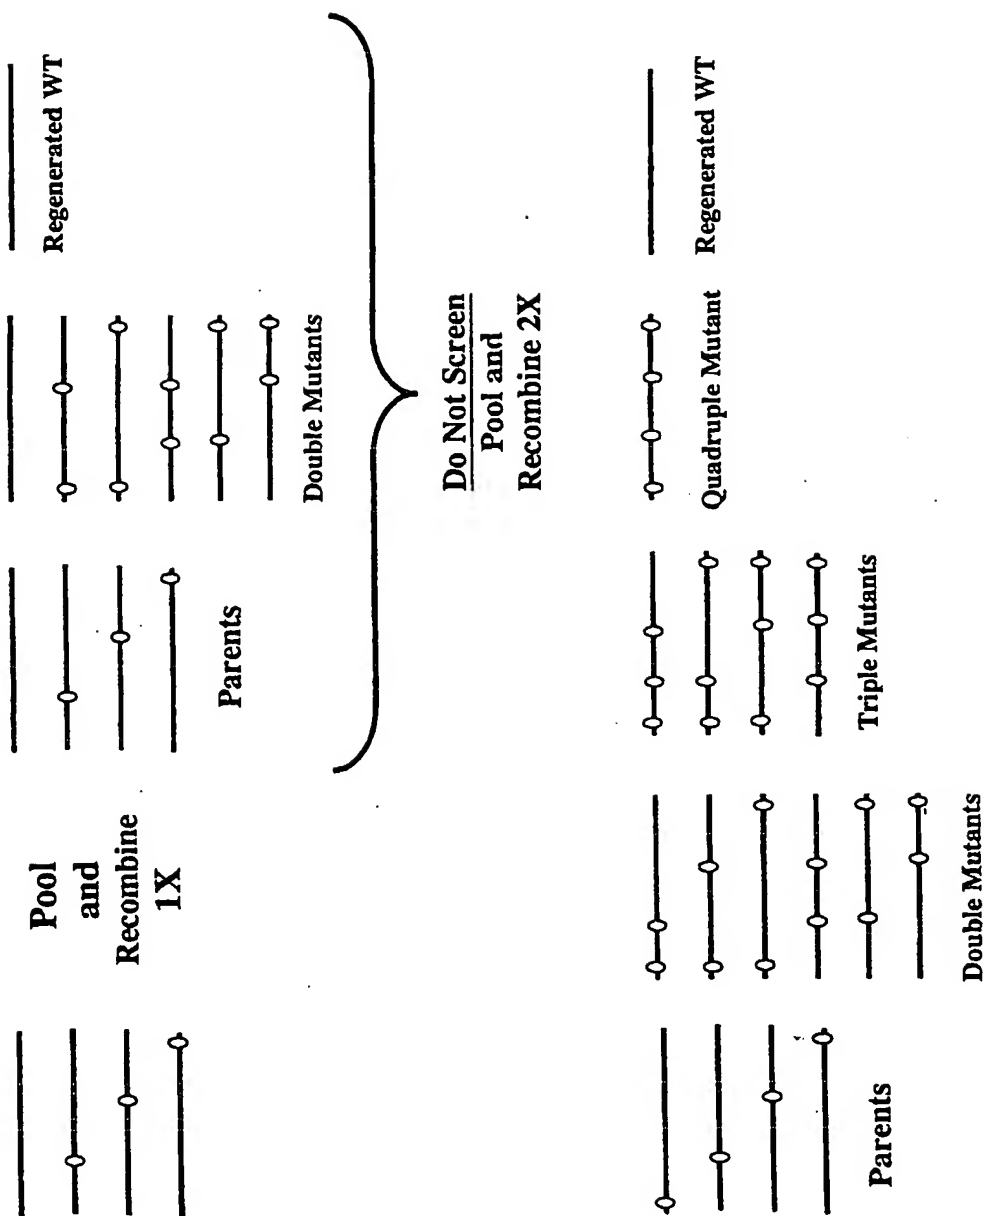 Pool
and
Recombine
1X
Parents
Double Mutants
Regenerated WT
Do Not Screen
Pool and
Recombine 2X
Parents
Double Mutants
Triple Mutants
Quadruple Mutant
Regenerated WT